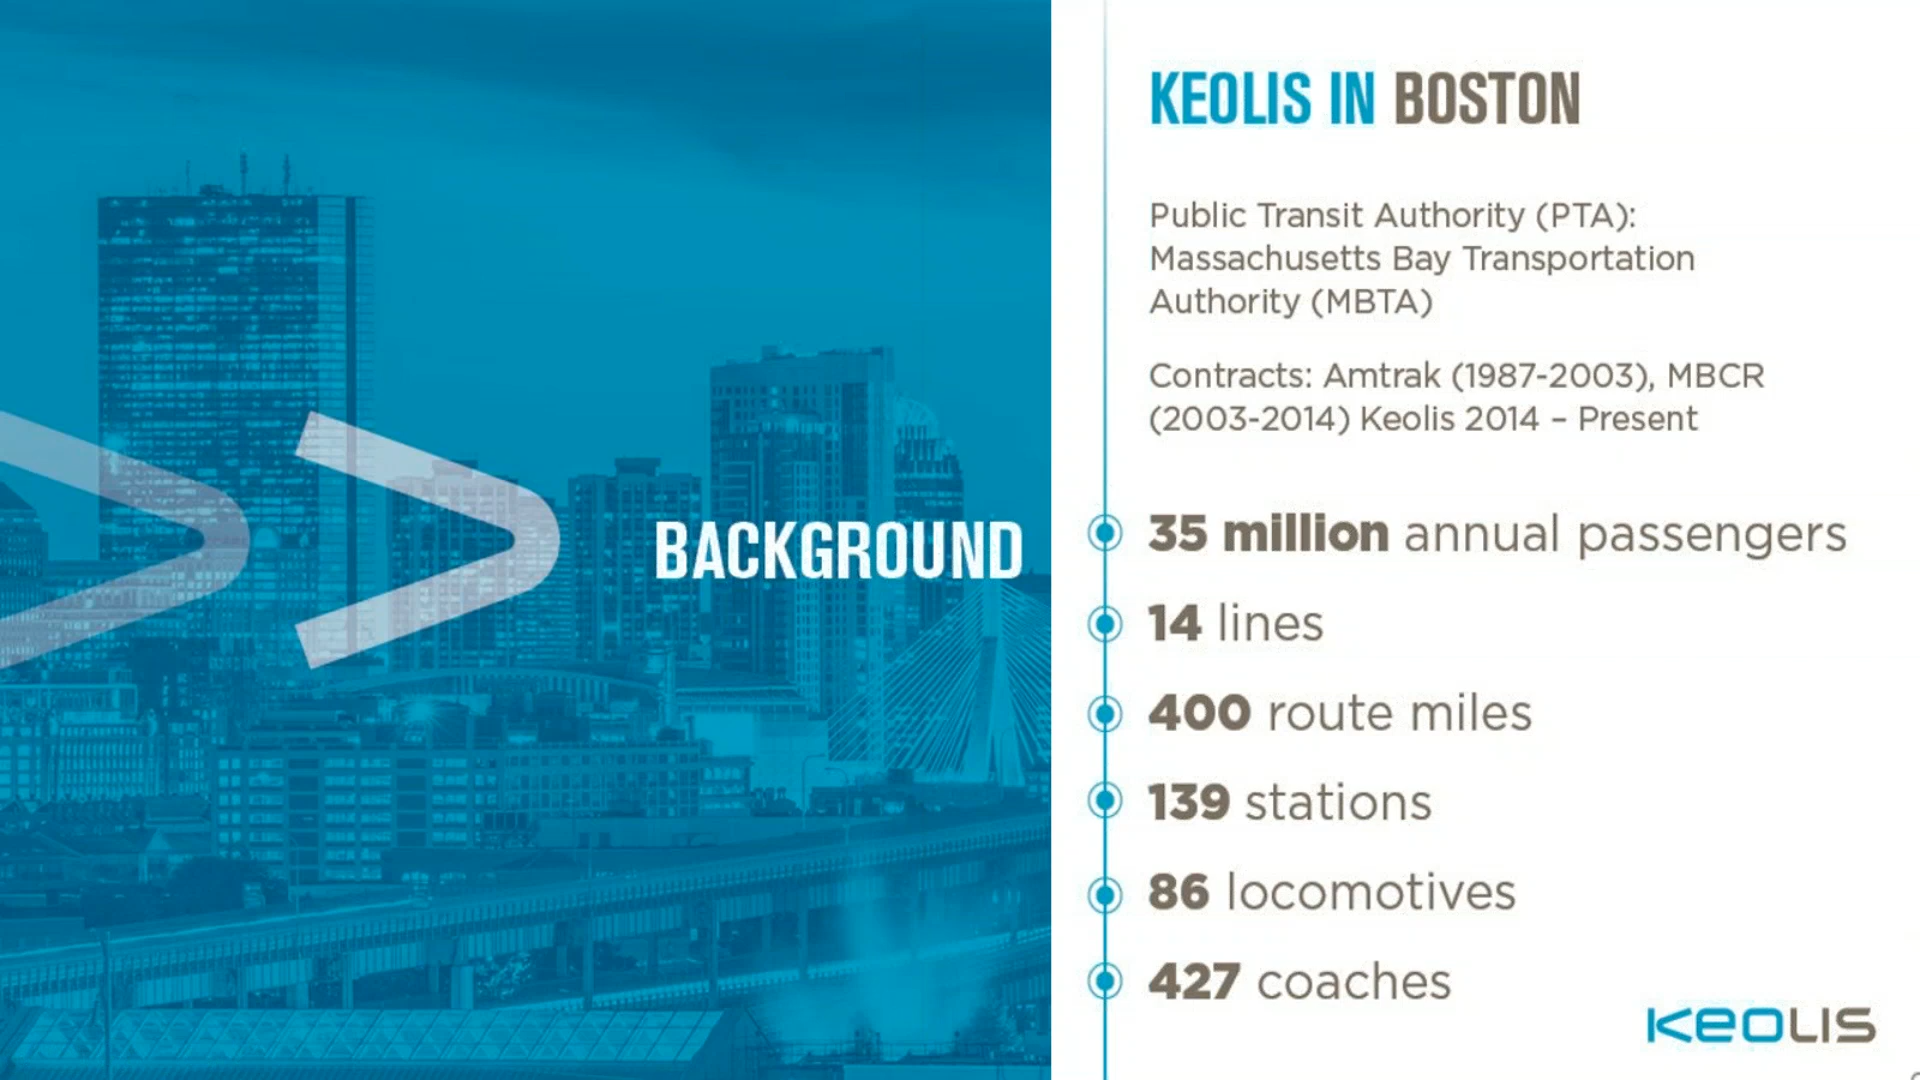 BACKGROUND
KEOLIS IN BOSTON
Public Transit Authority (PTA):
Massachusetts Bay Transportation
Authority (MBTA)
Contracts: Amtrak (1987-2003), MBCR
(2003-2014) Keolis 2014 – Present
35 million annual passengers
14 lines
400 route miles
139 stations
86 locomotives
427 coaches
KEOLIS